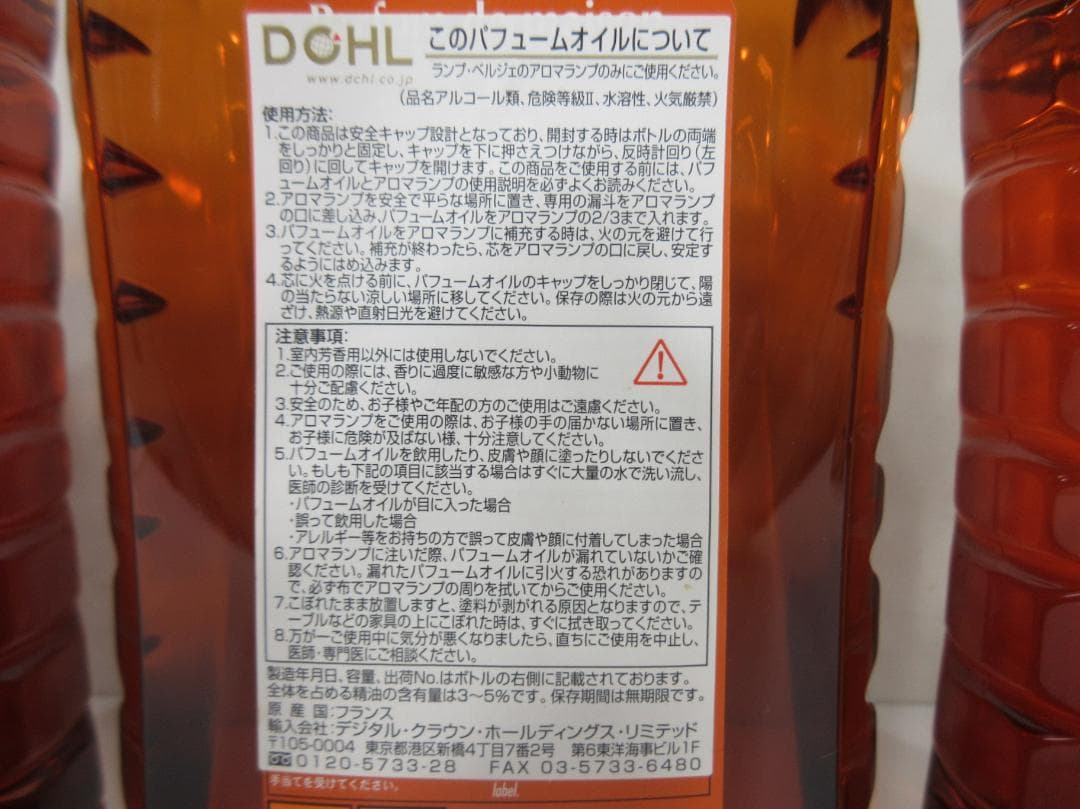 Parfum de maison
DCHL このパフュームオイルについて
www.dchl.co.jp ランプ・ベルジェのアロマランプのみにご使用ください。
(品名アルコール類、危険等級II、水溶性、火気厳禁)
使用方法:
1.この商品は安全キャップ設計となっており、開封する時はボトルの両端
をしっかりと固定し、キャップを下に押さえつけながら、反時計回り(左
回り)に回してキャップを開けます。この商品をご使用する前には、パフ
ュームオイルとアロマランプの使用説明を必ずよくお読みください。
2.アロマランプを安全で平らな場所に置き、専用の漏斗をアロマランプ
の口に差し込み、パフュームオイルをアロマランプの2/3まで入れます。
3.パフュームオイルをアロマランプに補充する時は、火の元を避けて行
ってください。補充が終わったら、芯をアロマランプの口に戻し、安定す
るようにはめ込みます。
4.芯に火を点ける前に、パフュームオイルのキャップをしっかり閉じて、陽
の当たらない涼しい場所に移してください。保存の際は火の元から遠
ざけ、熱源や直射日光を避けてください。
注意事項:
1.室内芳香用以外には使用しないでください。
2.ご使用の際には、香りに過度に敏感な方や小動物に
十分ご配慮ください。
3.安全のため、お子様やご年配の方のご使用はご遠慮ください。
4.アロマランプをご使用の際は、お子様の手の届かない場所に置き、
お子様に危険が及ばない様、十分注意してください。
5.パフュームオイルを飲用したり、皮膚や顔に塗ったりしないでくださ
い。もしも下記の項目に該当する場合はすぐに大量の水で洗い流し、
医師の診断を受けてください。
・パフュームオイルが目に入った場合
・誤って飲用した場合
・アレルギー等をお持ちの方で誤って皮膚や顔に付着してしまった場合
6.アロマランプに注いだ際、パフュームオイルが漏れていないかご確
認ください。漏れたパフュームオイルに引火する恐れがありますの
で、必ず布でアロマランプの周りを拭いてからご使用ください。
7.こぼれたまま放置しますと、塗料が剥がれる原因となりますので、テ
ーブルなどの家具の上にこぼれた時は、すぐに拭き取ってください。
8.万が一ご使用中に気分が悪くなりましたら、直ちにご使用を中止し、
医師・専門医にご相談ください。
製造年月日、容量、出荷No.はボトルの右側に記載されております。
全体を占める精油の含有量は3~5%です。保存期間は無期限です。
原 産 国:フランス
輸入会社:デジタル・クラウン・ホールディングス・リミテッド
〒105-0004 東京都港区新橋4丁目7番2号 第6東洋海事ビル1F
0120-5733-28 FAX 03-5733-6480
手当てを受けてください。 label.